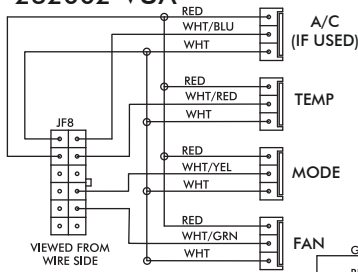 RED
WHT/BLU
WHT
A/C
(IF USED)
RED
WHT/RED
WHT
TEMP
JF8
RED
WHT/YEL
WHT
MODE
RED
WHT/GRN
WHT
FAN
VIEWED FROM
WIRE SIDE